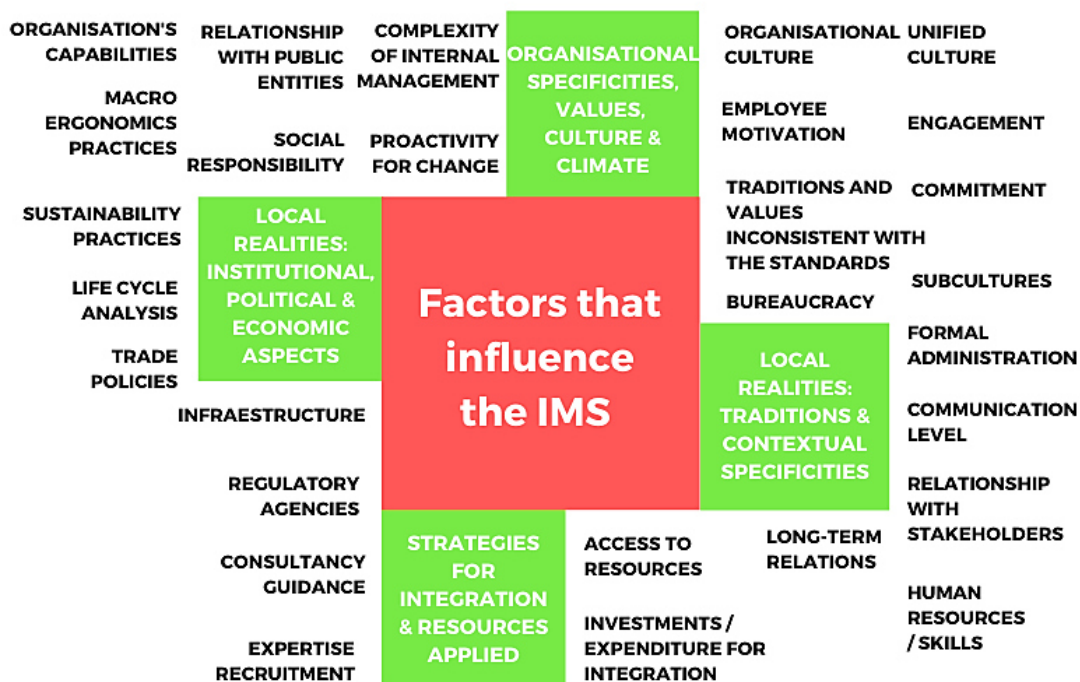 ORGANISATION'S
CAPABILITIES
RELATIONSHIP
WITH PUBLIC
ENTITIES
COMPLEXITY
OF INTERNAL
MANAGEMENT
MACRO
ERGONOMICS
PRACTICES
SOCIAL
RESPONSIBILITY
PROACTIVITY
FOR CHANGE
ORGANISATIONAL
SPECIFICITIES,
VALUES,
CULTURE &
CLIMATE
ORGANISATIONAL
CULTURE
UNIFIED
CULTURE
EMPLOYEE
MOTIVATION
ENGAGEMENT
TRADITIONS AND
VALUES
INCONSISTENT WITH
THE STANDARDS
COMMITMENT
SUBCULTURES
BUREAUCRACY
SUSTAINABILITY
PRACTICES
LIFE CYCLE
ANALYSIS
TRADE
POLICIES
LOCAL
REALITIES:
INSTITUTIONAL,
POLITICAL &
ECONOMIC
ASPECTS
Factors that
influence
the IMS
LOCAL
REALITIES:
TRADITIONS &
CONTEXTUAL
SPECIFICITIES
FORMAL
ADMINISTRATION
COMMUNICATION
LEVEL
RELATIONSHIP
WITH
STAKEHOLDERS
HUMAN
RESOURCES
/ SKILLS
INFRAESTRUCTURE
REGULATORY
AGENCIES
CONSULTANCY
GUIDANCE
EXPERTISE
RECRUITMENT
STRATEGIES
FOR
INTEGRATION
& RESOURCES
APPLIED
ACCESS TO
RESOURCES
LONG-TERM
RELATIONS
INVESTMENTS /
EXPENDITURE FOR
INTEGRATION